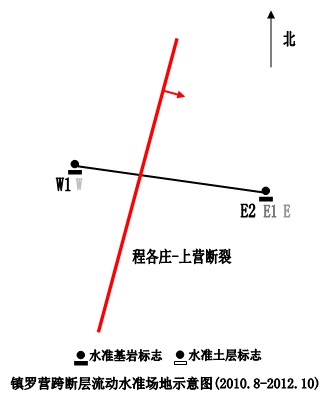 北
W1 W
E2 E1 E
程各庄-上营断裂
水准基岩标志 水准土层标志
镇罗营跨断层流动水准场地示意图(2010.8-2012.10)